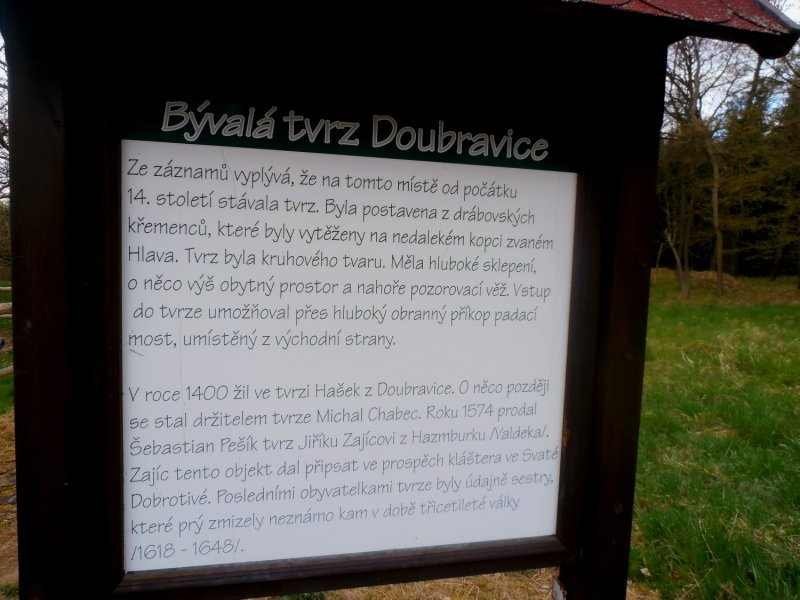 Bývalá tvrz Doubravice
Ze záznamů vyplývá, že na tomto místě od počátku
14. století stávala tvrz. Byla postavena z drábovských
křemenců, které byly vytěženy na nedalekém kopci zvaném
Hlava. Tvrz byla kruhového tvaru. Měla hluboké sklepení,
o něco výš obytný prostor a nahoře pozorovací věž. Vstup
do tvrze umožňoval přes hluboký obranný příkop padací
most, umístěný z východní strany.
V roce 1400 žil ve tvrzi Hašek z Doubravice. O něco později
se stal držitelem tvrze Michal Chabec. Roku 1574 prodal
Šebastian Pešík tvrz Jiříku Zajícovi z Hazmburku /Valdeka/.
Zajíc tento objekt dal připsat ve prospěch kláštera ve Svaté
Dobrotivé. Posledními obyvatelkami tvrze byly údajně sestry,
které prý zmizely neznámo kam v době třicetileté války
/1618 - 1648/.